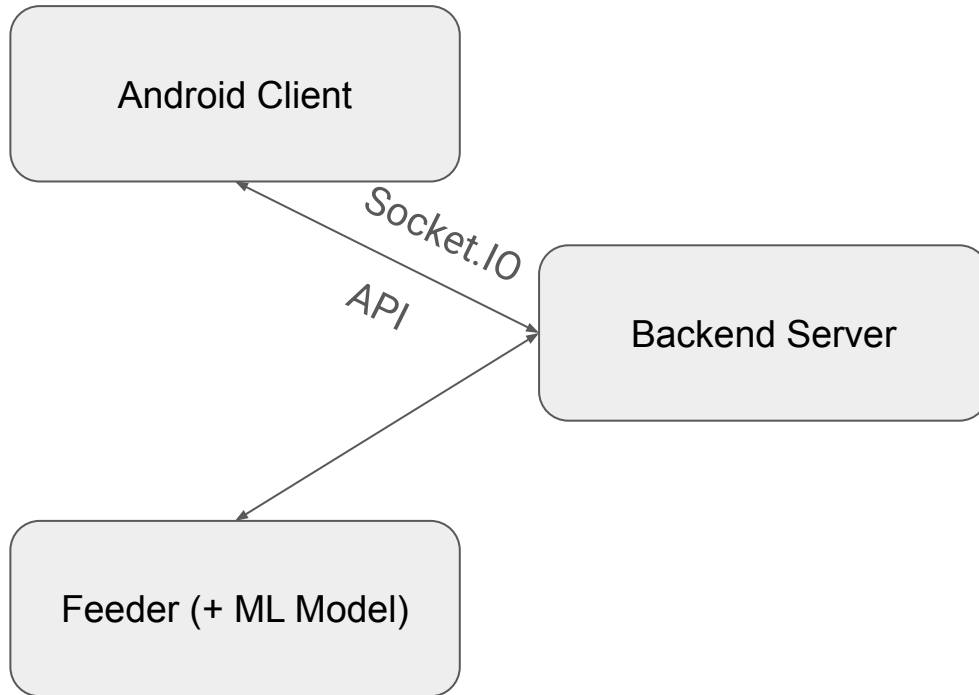 Android Client
Socket.IO
API
Backend Server
Feeder (+ ML Model)